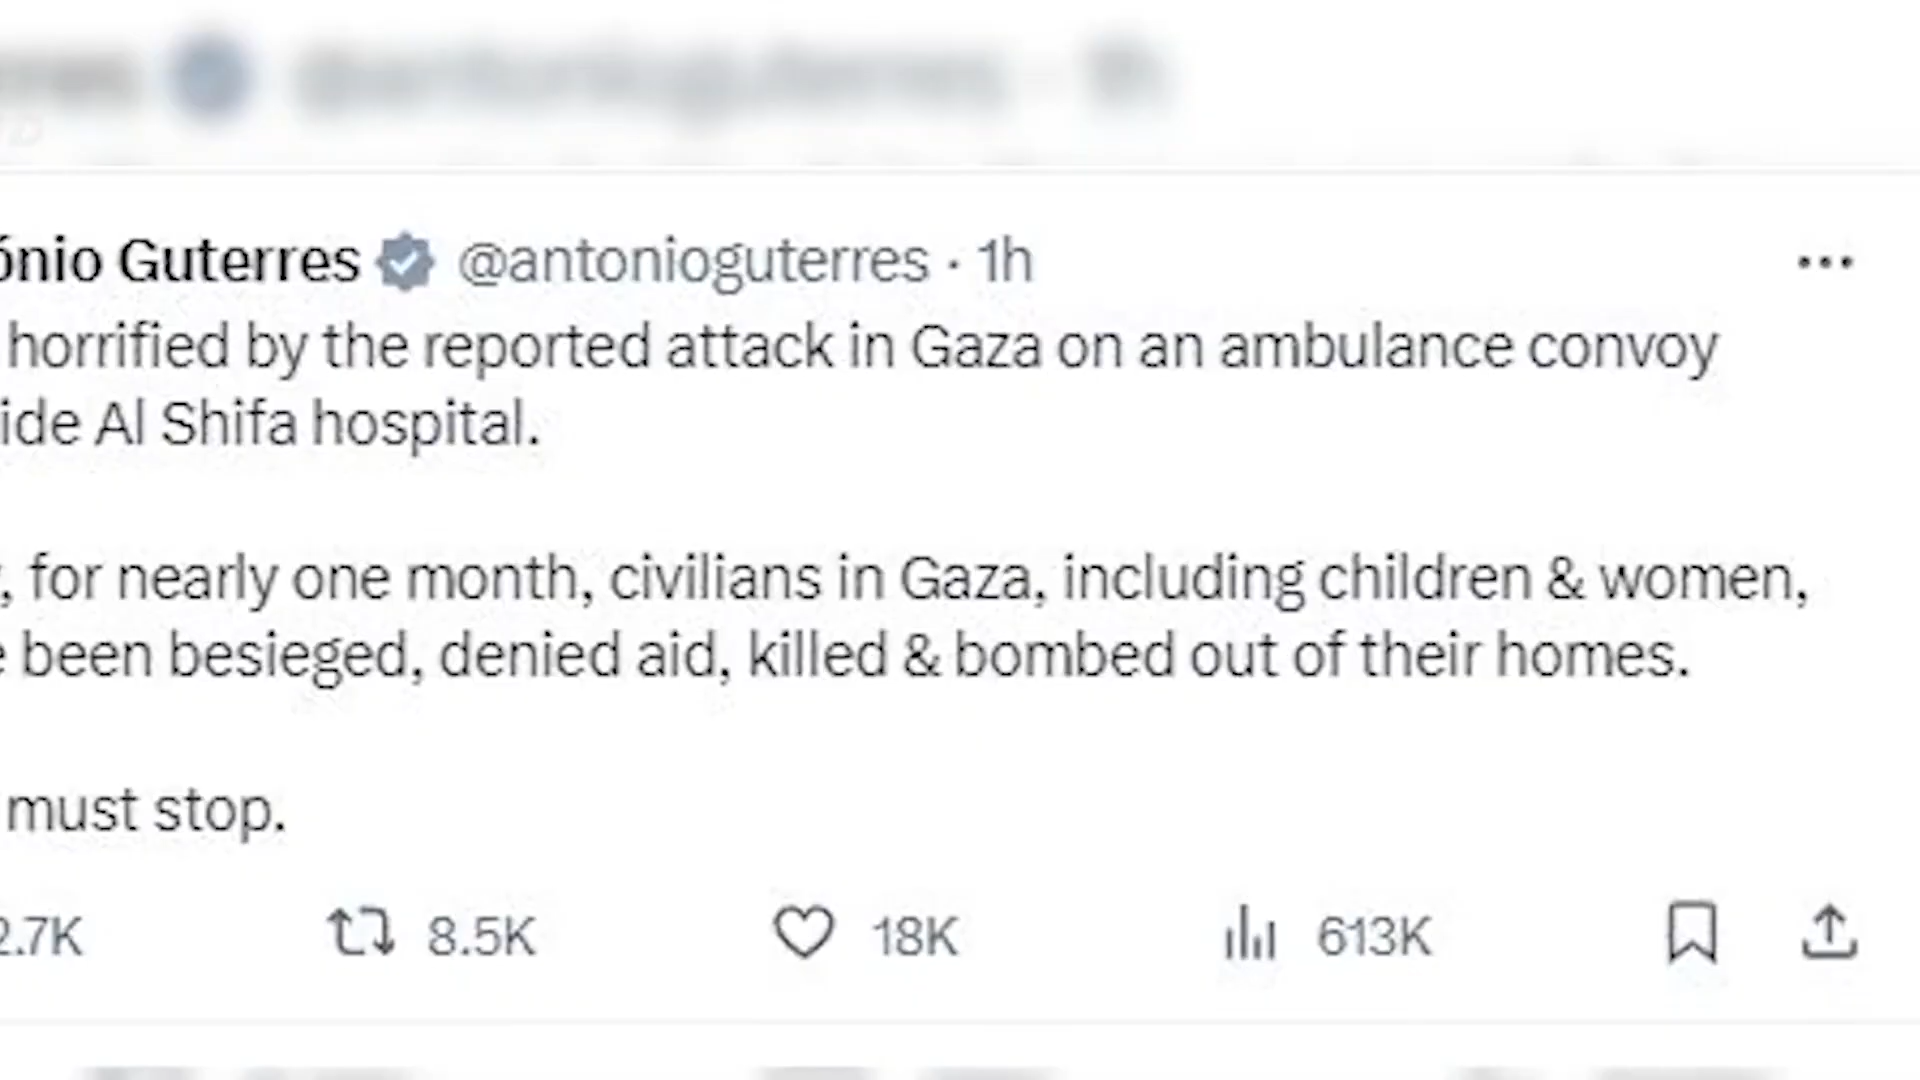 ónio Guterres @antonioguterres · 1h
horrified by the reported attack in Gaza on an ambulance convoy
ide Al Shifa hospital.
, for nearly one month, civilians in Gaza, including children & women,
been besieged, denied aid, killed & bombed out of their homes.
must stop.
2.7K 8.5K 18K 613K